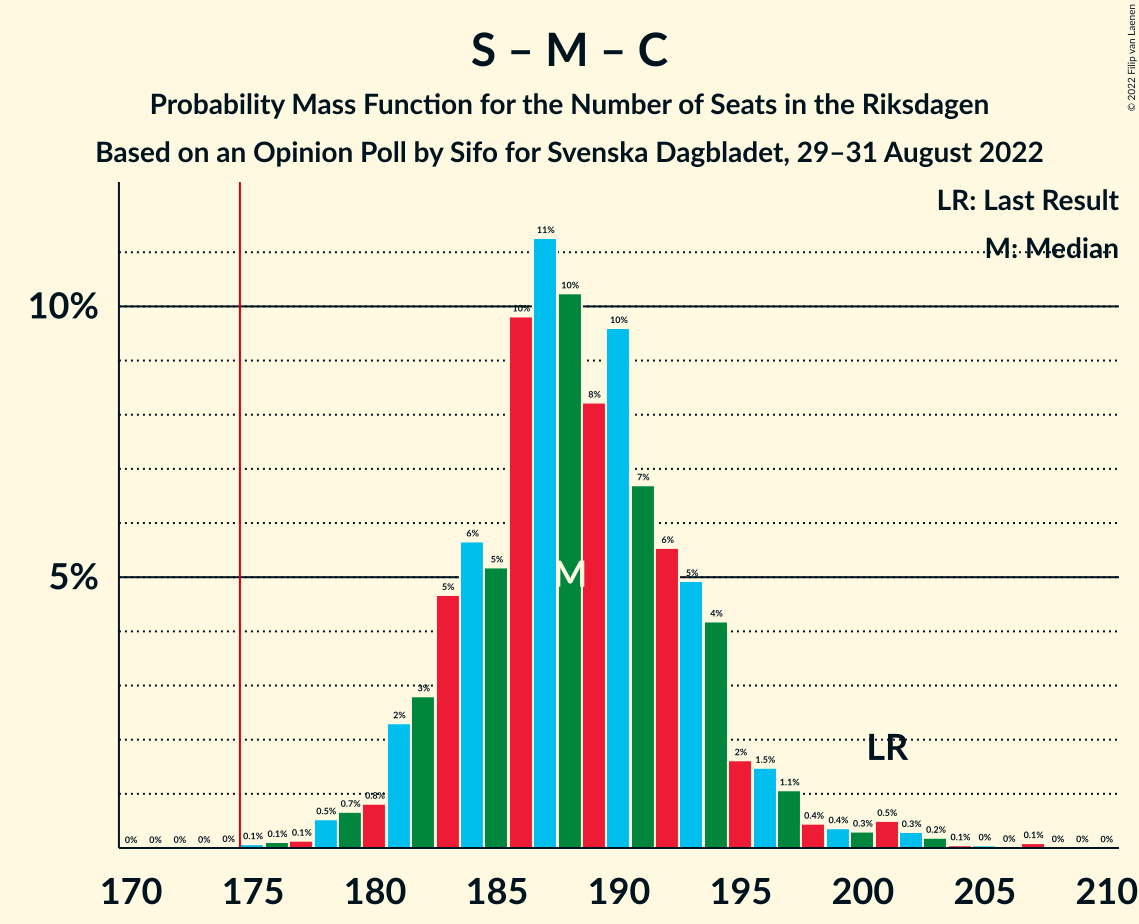 S – M – C
Probability Mass Function for the Number of Seats in the Riksdagen
Based on an Opinion Poll by Sifo for Svenska Dagbladet, 29–31 August 2022
© 2022 Filip van Laenen
LR: Last Result
M: Median
10%
5%
0% 0% 0% 0% 0% 0.1% 0.1% 0.1% 0.5% 0.7% 0.8% 2% 3% 5% 6% 5% 10% 11% 10% 8% 10% 7% 6% 5% 4% 2% 1.5% 1.1% 0.4% 0.4% 0.3% 0.5% 0.3% 0.2% 0.1% 0% 0% 0.1% 0% 0% 0%
M
LR
170 175 180 185 190 195 200 205 210